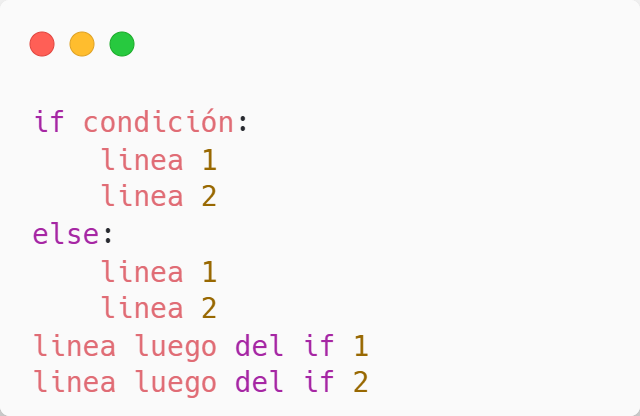 if condición:
    linea 1
    linea 2
else:
    linea 1
    linea 2
linea luego del if 1
linea luego del if 2